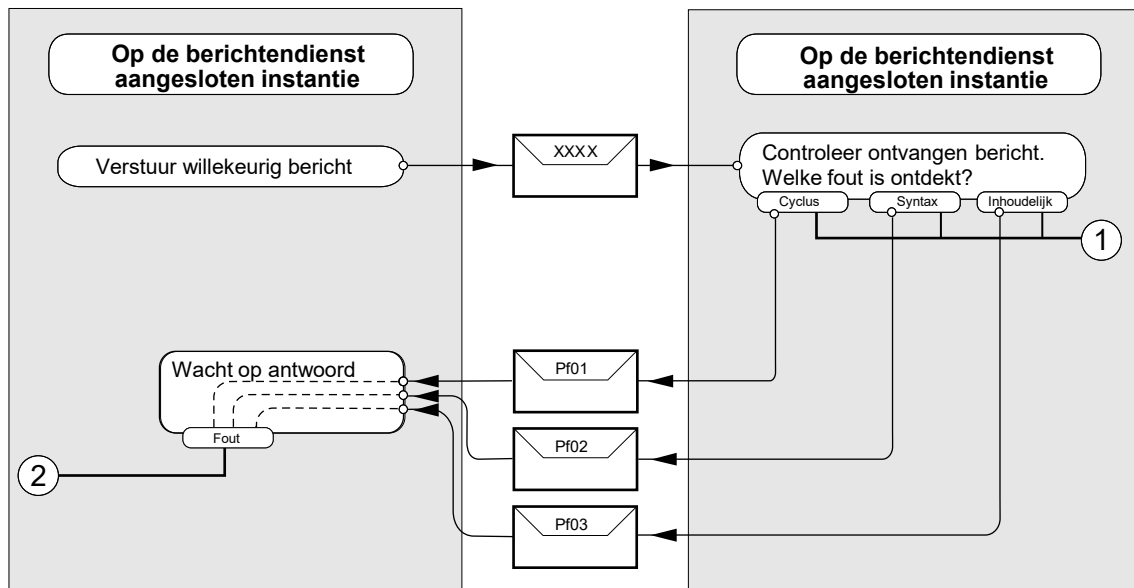 Op de berichtendienst
aangesloten instantie
Op de berichtendienst
aangesloten instantie
Verstuur willekeurig bericht
XXXX
Controleer ontvangen bericht.
Welke fout is ontdekt?
Cyclus
Syntax
Inhoudelijk
1
Wacht op antwoord
Fout
2
Pf01
Pf02
Pf03